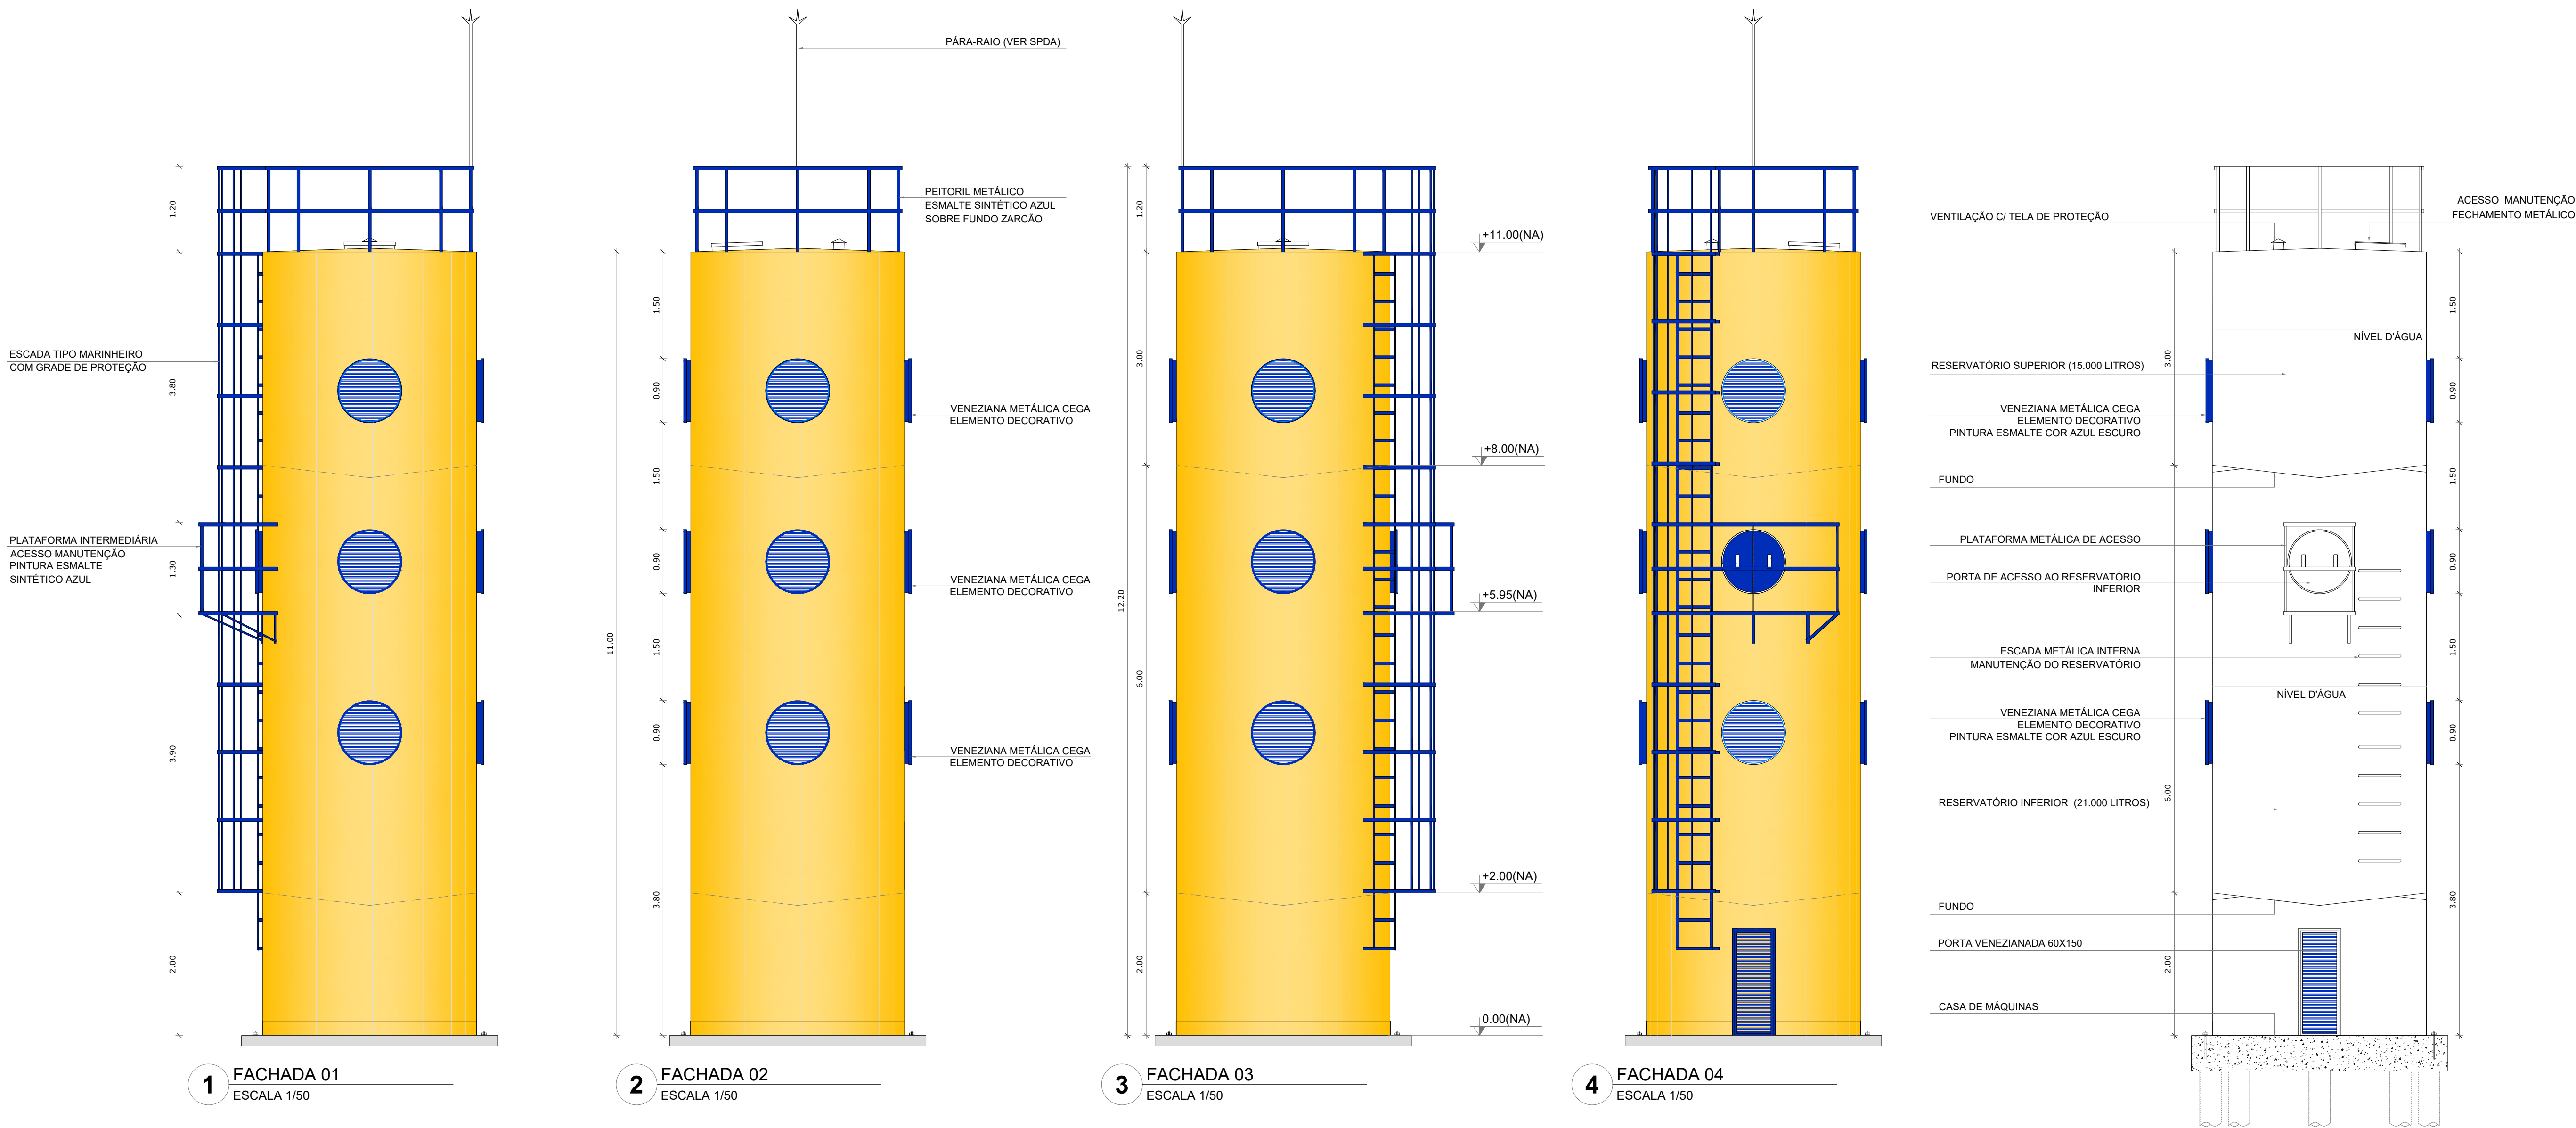 1.20
3.80
1.30
3.90
2.00
ESCADA TIPO MARINHEIRO
COM GRADE DE PROTEÇÃO
PLATAFORMA INTERMEDIÁRIA
ACESSO MANUTENÇÃO
PINTURA ESMALTE
SINTÉTICO AZUL
1
FACHADA 01
ESCALA 1/50
PÁRA-RAIO (VER SPDA)
PEITORIL METÁLICO
ESMALTE SINTÉTICO AZUL
SOBRE FUNDO ZARCÃO
11.00
1.50
0.90
1.50
0.90
1.50
0.90
3.80
VENEZIANA METÁLICA CEGA
ELEMENTO DECORATIVO
VENEZIANA METÁLICA CEGA
ELEMENTO DECORATIVO
VENEZIANA METÁLICA CEGA
ELEMENTO DECORATIVO
2
FACHADA 02
ESCALA 1/50
12.20
1.20
3.00
6.00
2.00
+11.00(NA)
+8.00(NA)
+5.95(NA)
+2.00(NA)
0.00(NA)
3
FACHADA 03
ESCALA 1/50
4
FACHADA 04
ESCALA 1/50
VENTILAÇÃO C/ TELA DE PROTEÇÃO
RESERVATÓRIO SUPERIOR (15.000 LITROS)
VENEZIANA METÁLICA CEGA
ELEMENTO DECORATIVO
PINTURA ESMALTE COR AZUL ESCURO
FUNDO
PLATAFORMA METÁLICA DE ACESSO
PORTA DE ACESSO AO RESERVATÓRIO
INFERIOR
ESCADA METÁLICA INTERNA
MANUTENÇÃO DO RESERVATÓRIO
VENEZIANA METÁLICA CEGA
ELEMENTO DECORATIVO
PINTURA ESMALTE COR AZUL ESCURO
RESERVATÓRIO INFERIOR (21.000 LITROS)
FUNDO
PORTA VENEZIANADA 60X150
CASA DE MÁQUINAS
3.00
6.00
2.00
ACESSO MANUTENÇÃO
FECHAMENTO METÁLICO
NÍVEL D'ÁGUA
NÍVEL D'ÁGUA
1.50
0.90
1.50
0.90
1.50
0.90
3.80